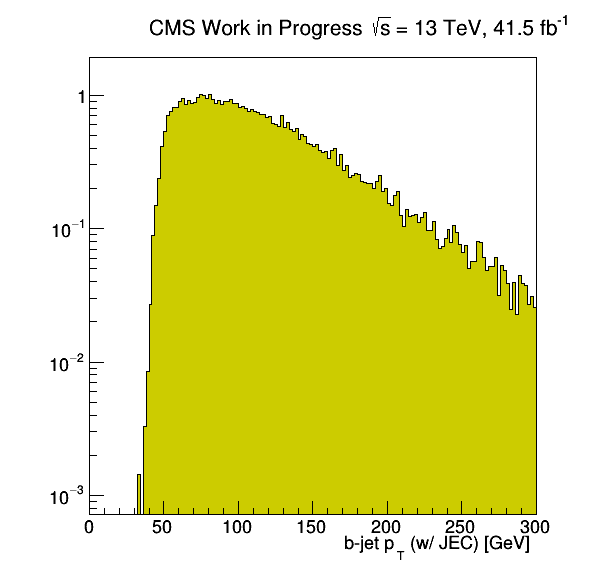 CMS Work in Progress √s = 13 TeV, 41.5 fb⁻¹
1
10⁻¹
10⁻²
10⁻³
0 50 100 150 200 250 300
b-jet p_T (w/ JEC) [GeV]